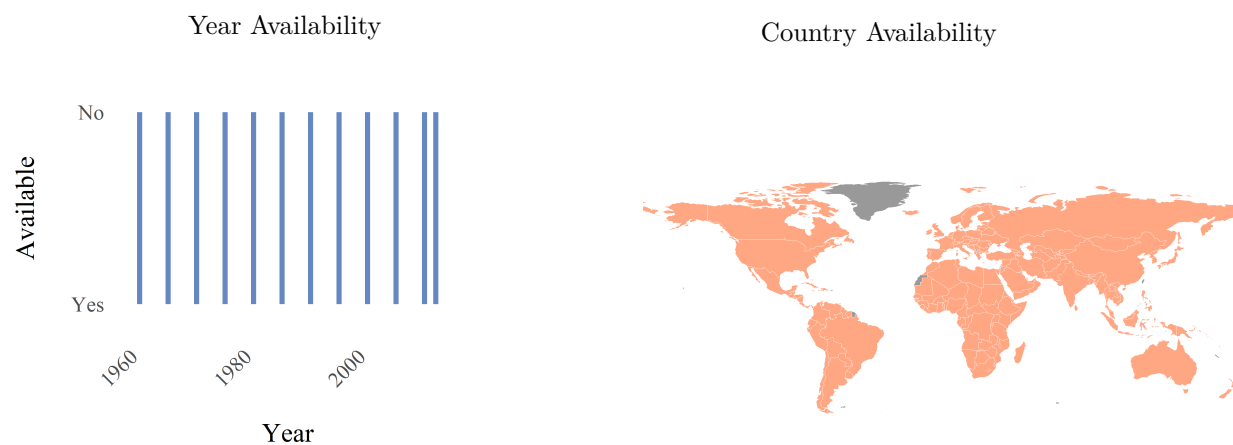 Year Availability
Country Availability
No
Available
Yes
1960
1980
2000
Year